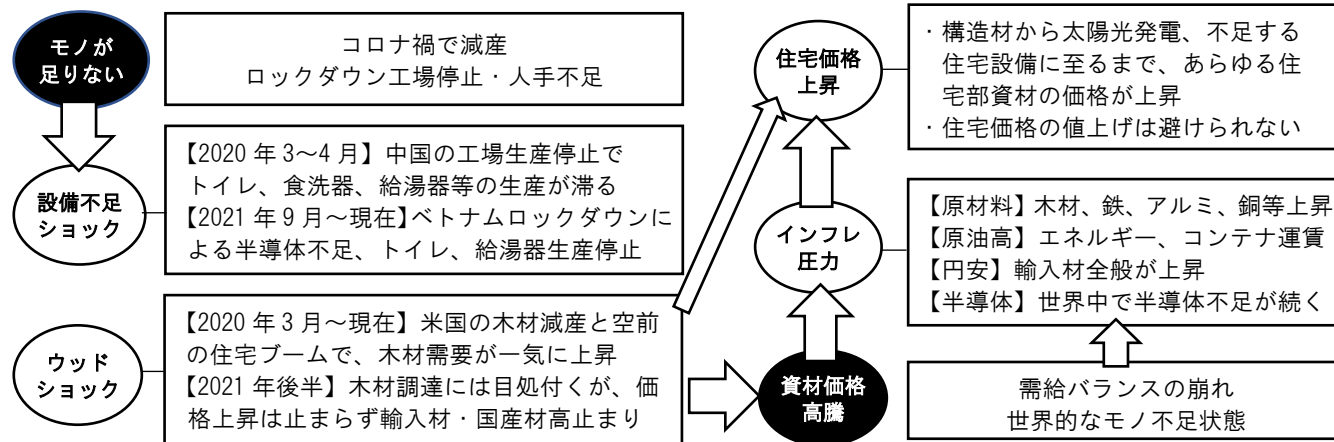 モノが
足りない
コロナ禍で減産
ロックダウン工場停止・人手不足
設備不足
ショック
【2020年3~4月】中国の工場生産停止で
トイレ、食洗器、給湯器等の生産が滞る
【2021年9月~現在】ベトナムロックダウンに
よる半導体不足、トイレ、給湯器生産停止
ウッド
ショック
【2020年3月~現在】米国の木材減産と空前
の住宅ブームで、木材需要が一気に上昇
【2021年後半】木材調達には目処付くが、価
格上昇は止まらず輸入材・国産材高止まり
住宅価格
上昇
・構造材から太陽光発電、不足する
住宅設備に至るまで、あらゆる住
宅部資材の価格が上昇
・住宅価格の値上げは避けられない
インフレ
圧力
【原材料】木材、鉄、アルミ、銅等上昇
【原油高】エネルギー、コンテナ運賃
【円安】輸入材全般が上昇
【半導体】世界中で半導体不足が続く
資材価格
高騰
需給バランスの崩れ
世界的なモノ不足状態